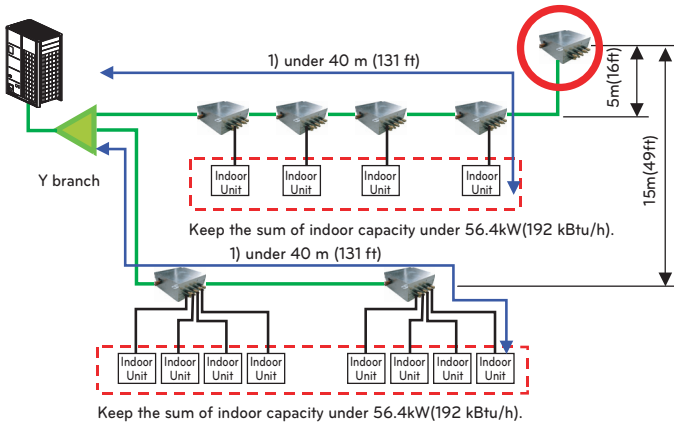 1) under 40 m (131 ft)
5m(16ft)
15m(49ft)
Y branch
Indoor
Unit
Indoor
Unit
Indoor
Unit
Indoor
Unit
Keep the sum of indoor capacity under 56.4kW(192 kBtu/h).
1) under 40 m (131 ft)
Indoor
Unit
Indoor
Unit
Indoor
Unit
Indoor
Unit
Indoor
Unit
Indoor
Unit
Indoor
Unit
Indoor
Unit
Keep the sum of indoor capacity under 56.4kW(192 kBtu/h).